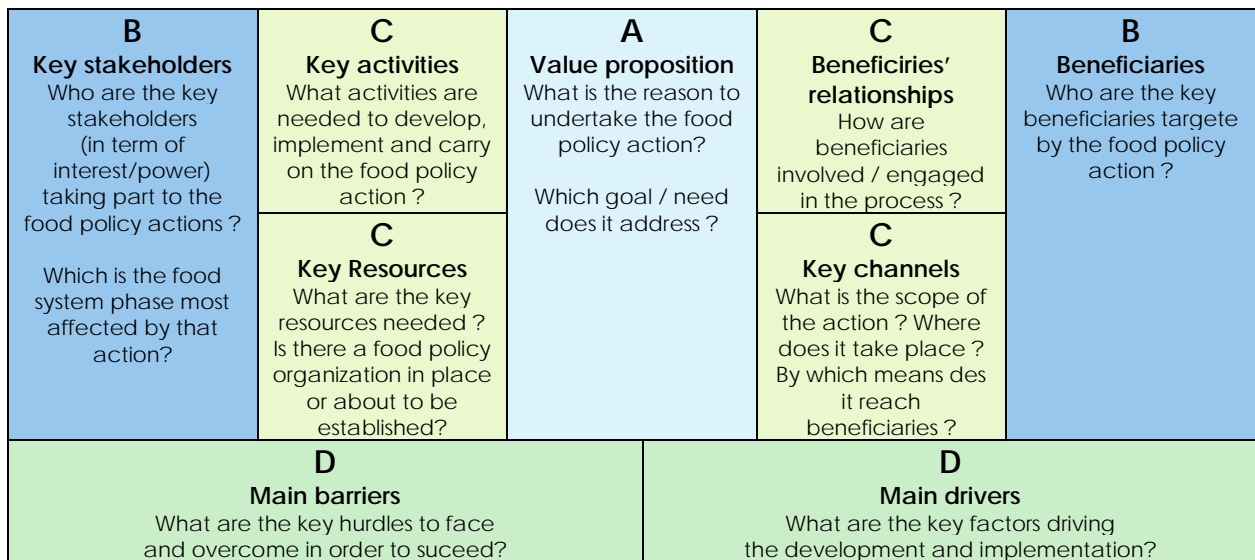 B
Key stakeholders
Who are the key
stakeholders
(in term of
interest/power)
taking part to the
food policy actions ?
Which is the food
system phase most
affected by that
action?
C
Key activities
What activities are
needed to develop,
implement and carry
on the food policy
action ?
C
Key Resources
What are the key
resources needed ?
Is there a food policy
organization in place
or about to be
established?
A
Value proposition
What is the reason to
undertake the food
policy action?
Which goal / need
does it address ?
C
Beneficiries'
relationships
How are
beneficiaries
involved / engaged
in the process ?
C
Key channels
What is the scope of
the action ? Where
does it take place ?
By which means des
it reach
beneficiaries ?
B
Beneficiaries
Who are the key
beneficiaries targete
by the food policy
action ?
D
Main barriers
What are the key hurdles to face
and overcome in order to suceed?
D
Main drivers
What are the key factors driving
the development and implementation?